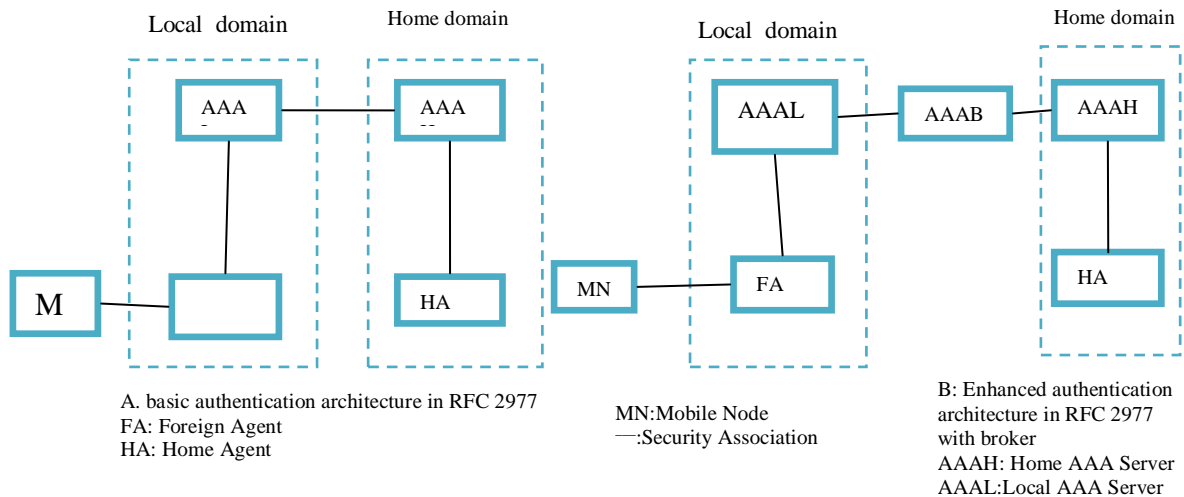 Local domain
Home domain
AAA
AAA
HA
M
A. basic authentication architecture in RFC 2977
FA: Foreign Agent
HA: Home Agent
Local domain
Home domain
AAAL
AAAB
AAAH
MN
FA
HA
MN:Mobile Node
—:Security Association
B: Enhanced authentication
architecture in RFC 2977
with broker
AAAH: Home AAA Server
AAAL:Local AAA Server